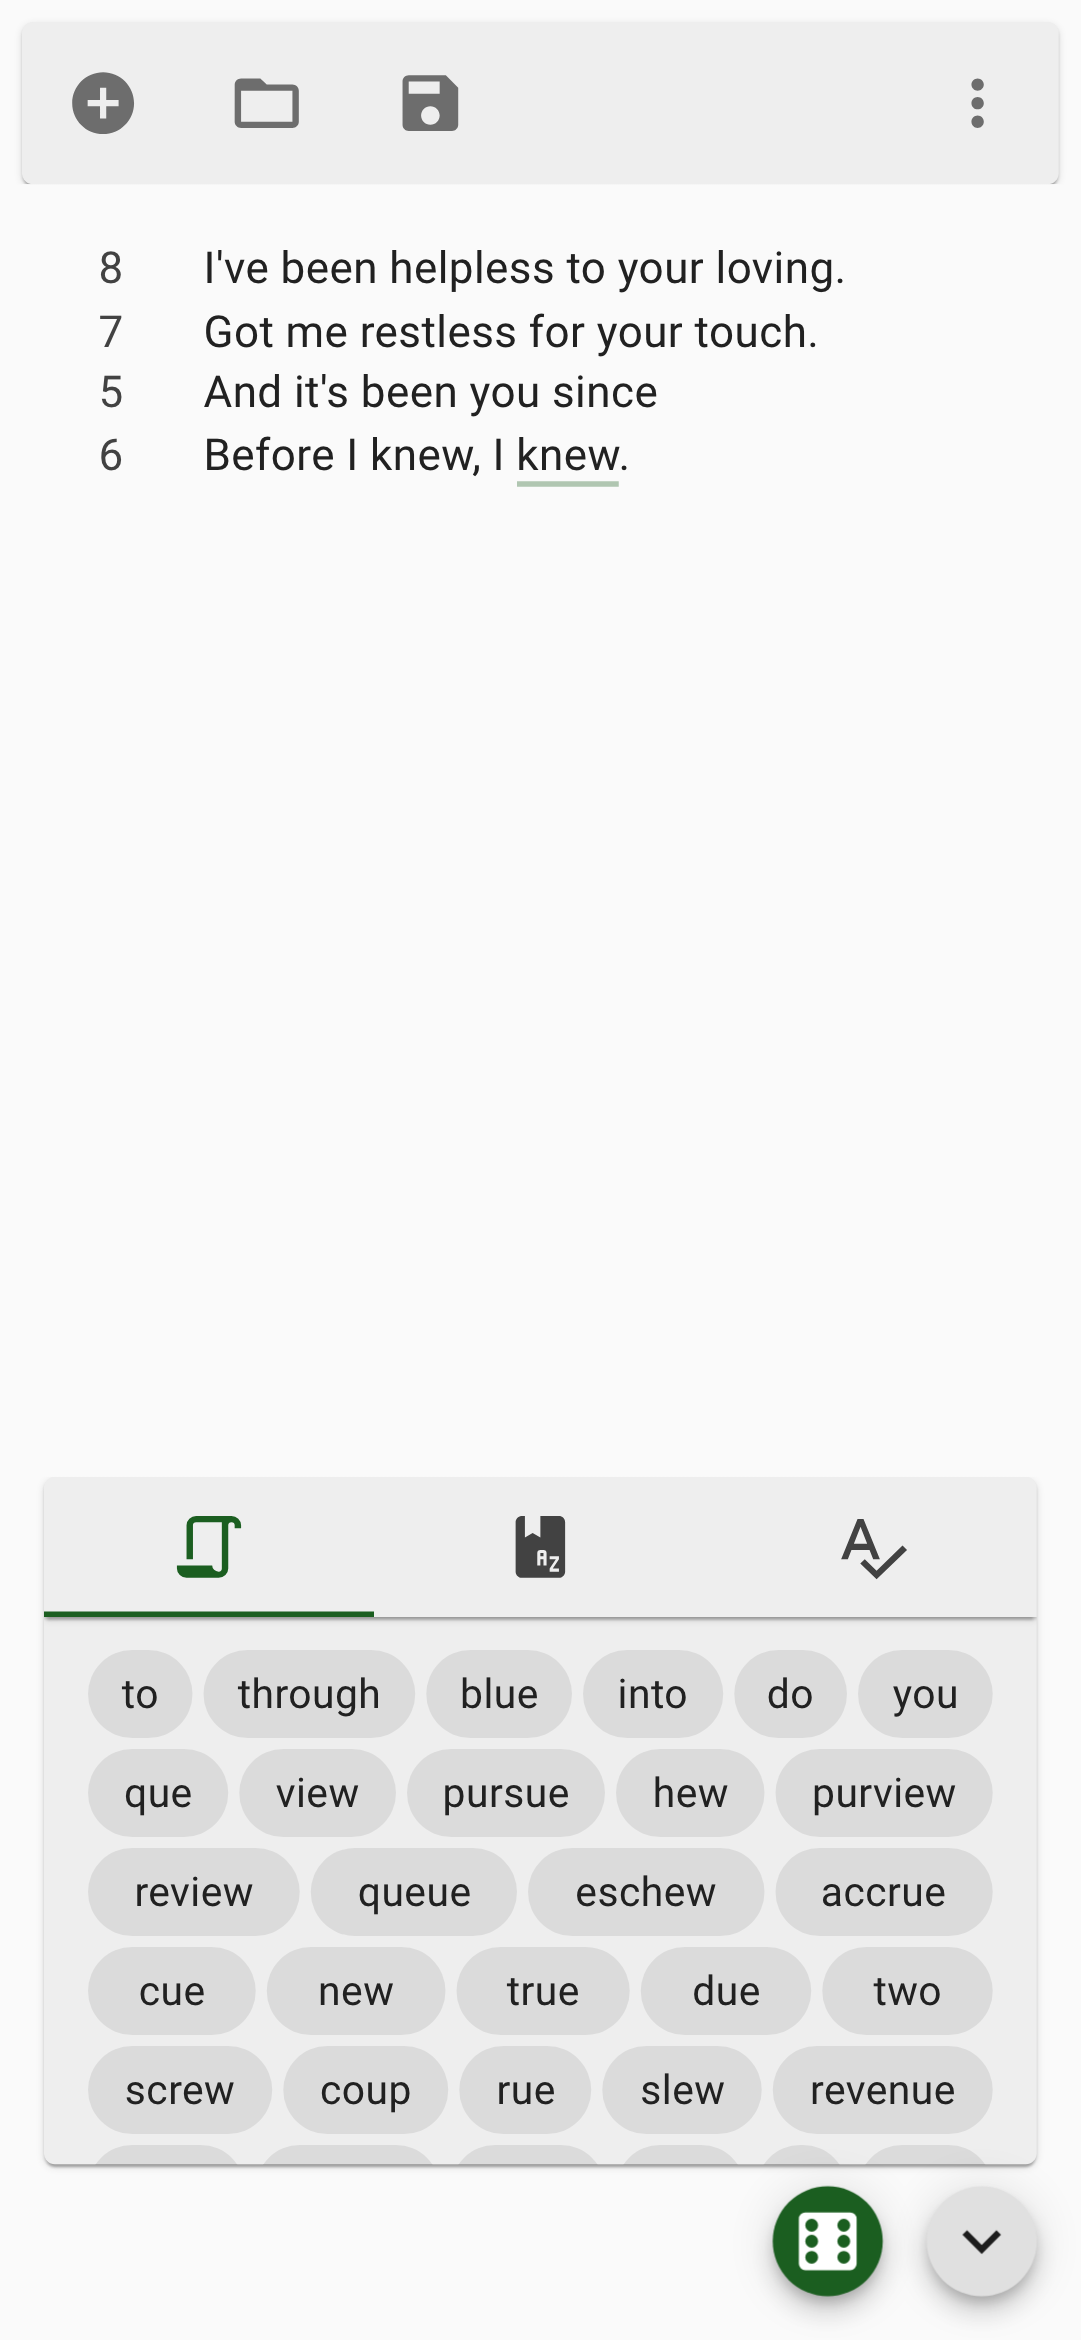 8 I've been helpless to your loving.
7 Got me restless for your touch.
5 And it's been you since
6 Before I knew, I knew.
A
AZ
to through blue into do you
que view pursue hew purview
review queue eschew accrue
cue new true due two
screw coup rue slew revenue